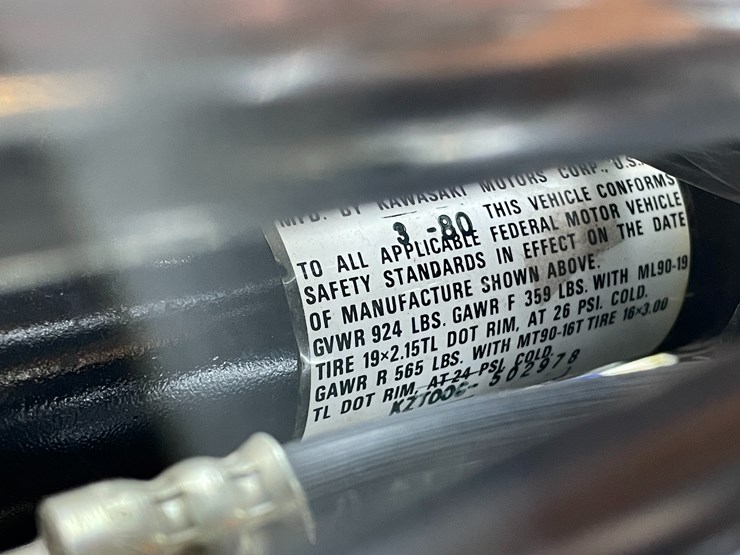 MFD. BY KAWASAKI MOTORS CORP., U.S.
3 -80 THIS VEHICLE CONFORMS
TO ALL APPLICABLE FEDERAL MOTOR VEHICLE
SAFETY STANDARDS IN EFFECT ON THE DATE
OF MANUFACTURE SHOWN ABOVE.
GVWR 924 LBS. GAWR F 359 LBS. WITH ML90-19
TIRE 19×2.15TL DOT RIM, AT 26 PSI. COLD.
GAWR R 565 LBS. WITH MT90-16T TIRE 16×3.00
TL DOT RIM, AT 24 PSI. COLD.
502978